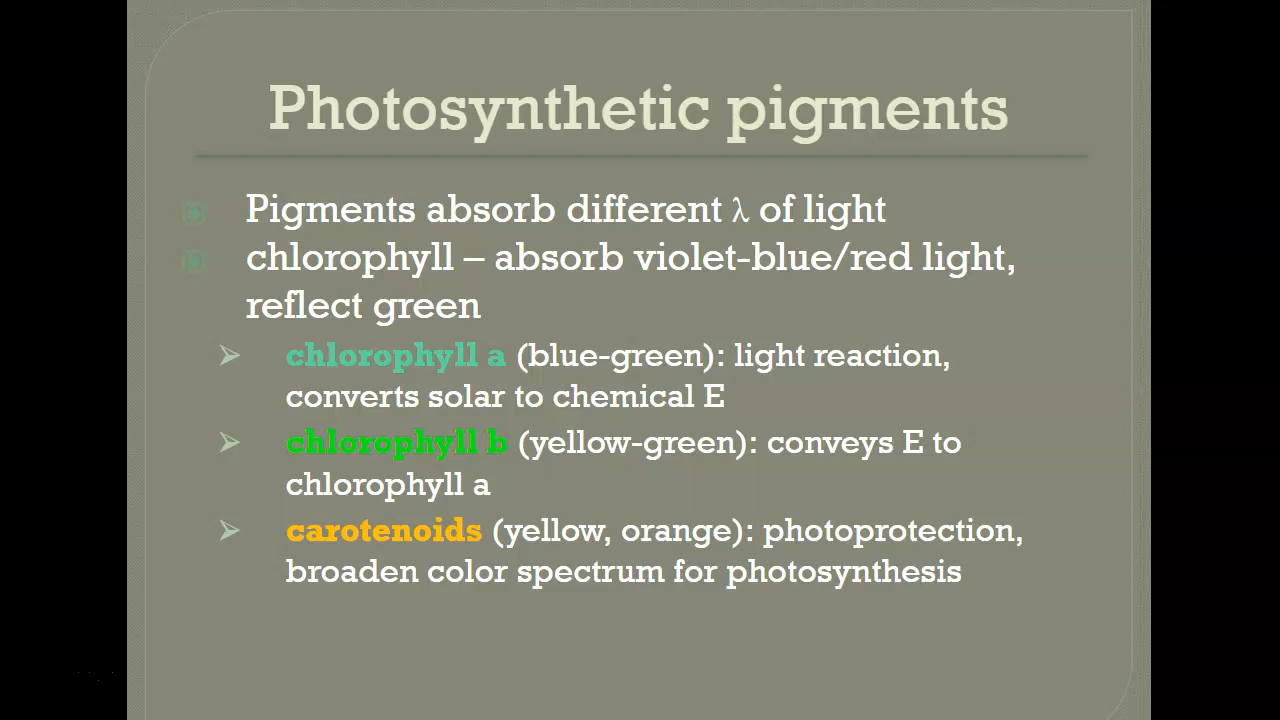 Photosynthetic pigments
Pigments absorb different λ of light
chlorophyll – absorb violet-blue/red light,
reflect green
chlorophyll a (blue-green): light reaction,
converts solar to chemical E
chlorophyll b (yellow-green): conveys E to
chlorophyll a
carotenoids (yellow, orange): photoprotection,
broaden color spectrum for photosynthesis